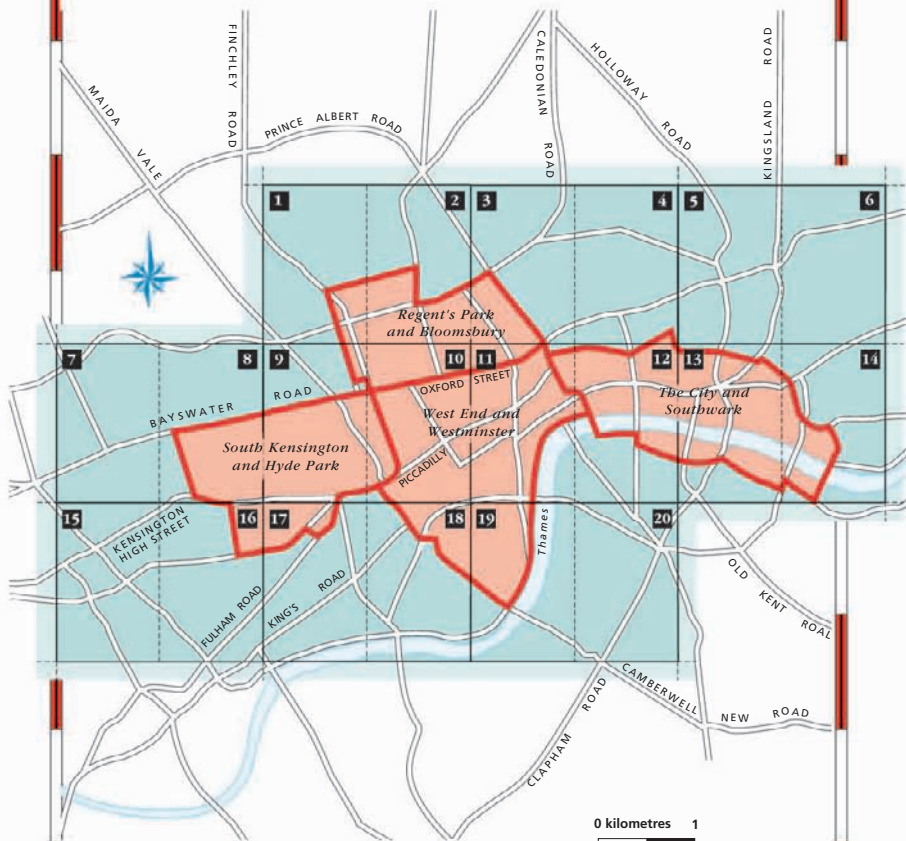 MAIDA VALE
FINCHLEY ROAD
PRINCE ALBERT ROAD
CALEDONIAN ROAD
HOLLOWAY ROAD
KINGSLAND ROAD
1
2
3
4
5
6
Regent's Park
and Bloomsbury
7
8
9
10
11
12
13
14
BAYSWATER ROAD
OXFORD STREET
West End and
Westminster
The City and
Southwark
South Kensington
and Hyde Park
PICCADILLY
15
16
17
18
19
20
KENSINGTON
HIGH STREET
Thames
FULHAM ROAD
KING'S ROAD
OLD KENT ROAD
CAMBERWELL NEW ROAD
CLAPHAM ROAD
0 kilometres 1